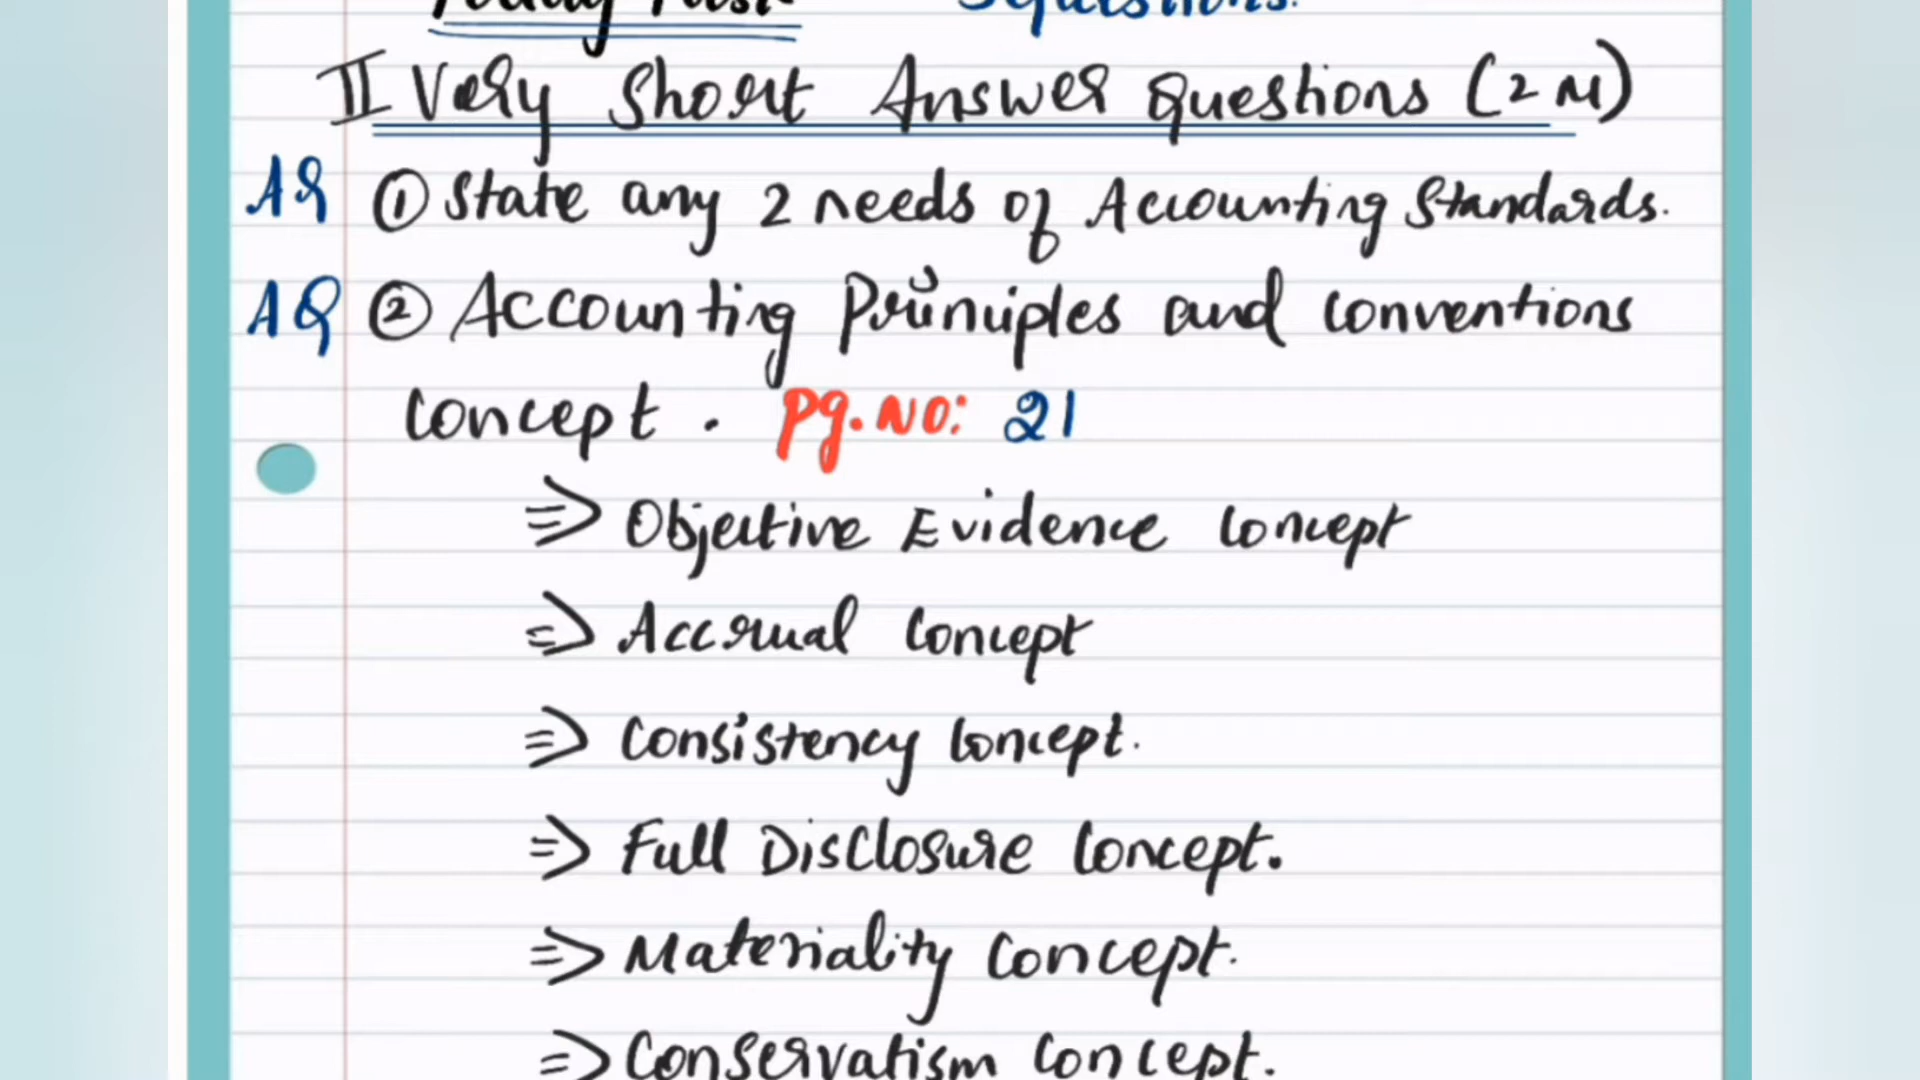 Questions.
II Very Short Answer Questions (2 M)
AQ ① State any 2 needs of Accounting Standards.
AQ ② Accounting Principles and conventions
Concept. Pg.No: 21
=> Objective Evidence Concept
=> Accrual Concept
=> Consistency Concept.
=> Full Disclosure Concept.
=> Materiality Concept.
=> Conservatism Concept.